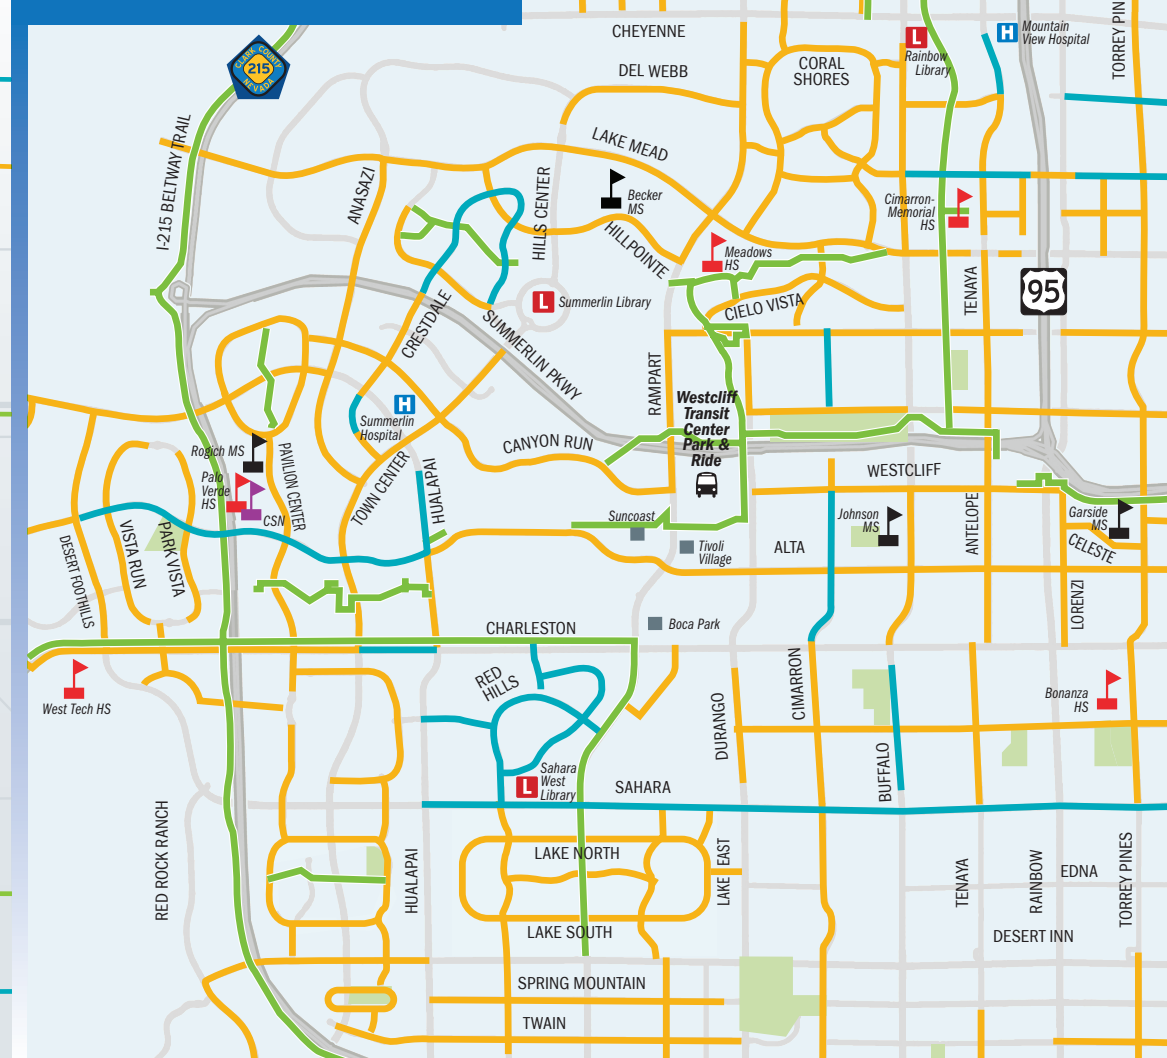 CHEYENNE
L
Rainbow
Library
H
Mountain
View Hospital
TORREY PIN
CLARK COUNTY
215
NEVADA
DEL WEBB
CORAL
SHORES
I-215 BELTWAY TRAIL
ANASAZI
LAKE MEAD
HILLS CENTER
Becker
MS
HILLPOINTE
Cimarron-
Memorial
HS
Meadows
HS
TENAYA
95
CRESTDALE
L
Summerlin Library
SUMMERLIN PKWY
CIELO VISTA
RAMPART
Westcliff
Transit
Center
Park &
Ride
H
Summerlin
Hospital
CANYON RUN
WESTCLIFF
Rogich MS
Palo
Verde
HS
CSN
PAVILION CENTER
TOWN CENTER
HUALAPAI
Suncoast
Tivoli
Village
ALTA
Johnson
MS
ANTELOPE
Garside
MS
CELESTE
DESERT FOOTHILLS
VISTA RUN
PARK VISTA
LORENZI
CHARLESTON
Boca Park
West Tech HS
RED
HILLS
DURANGO
CIMARRON
BUFFALO
Bonanza
HS
L
Sahara
West
Library
SAHARA
RED ROCK RANCH
HUALAPAI
LAKE NORTH
LAKE EAST
LAKE SOUTH
TENAYA
RAINBOW
EDNA
TORREY PINES
DESERT INN
SPRING MOUNTAIN
TWAIN